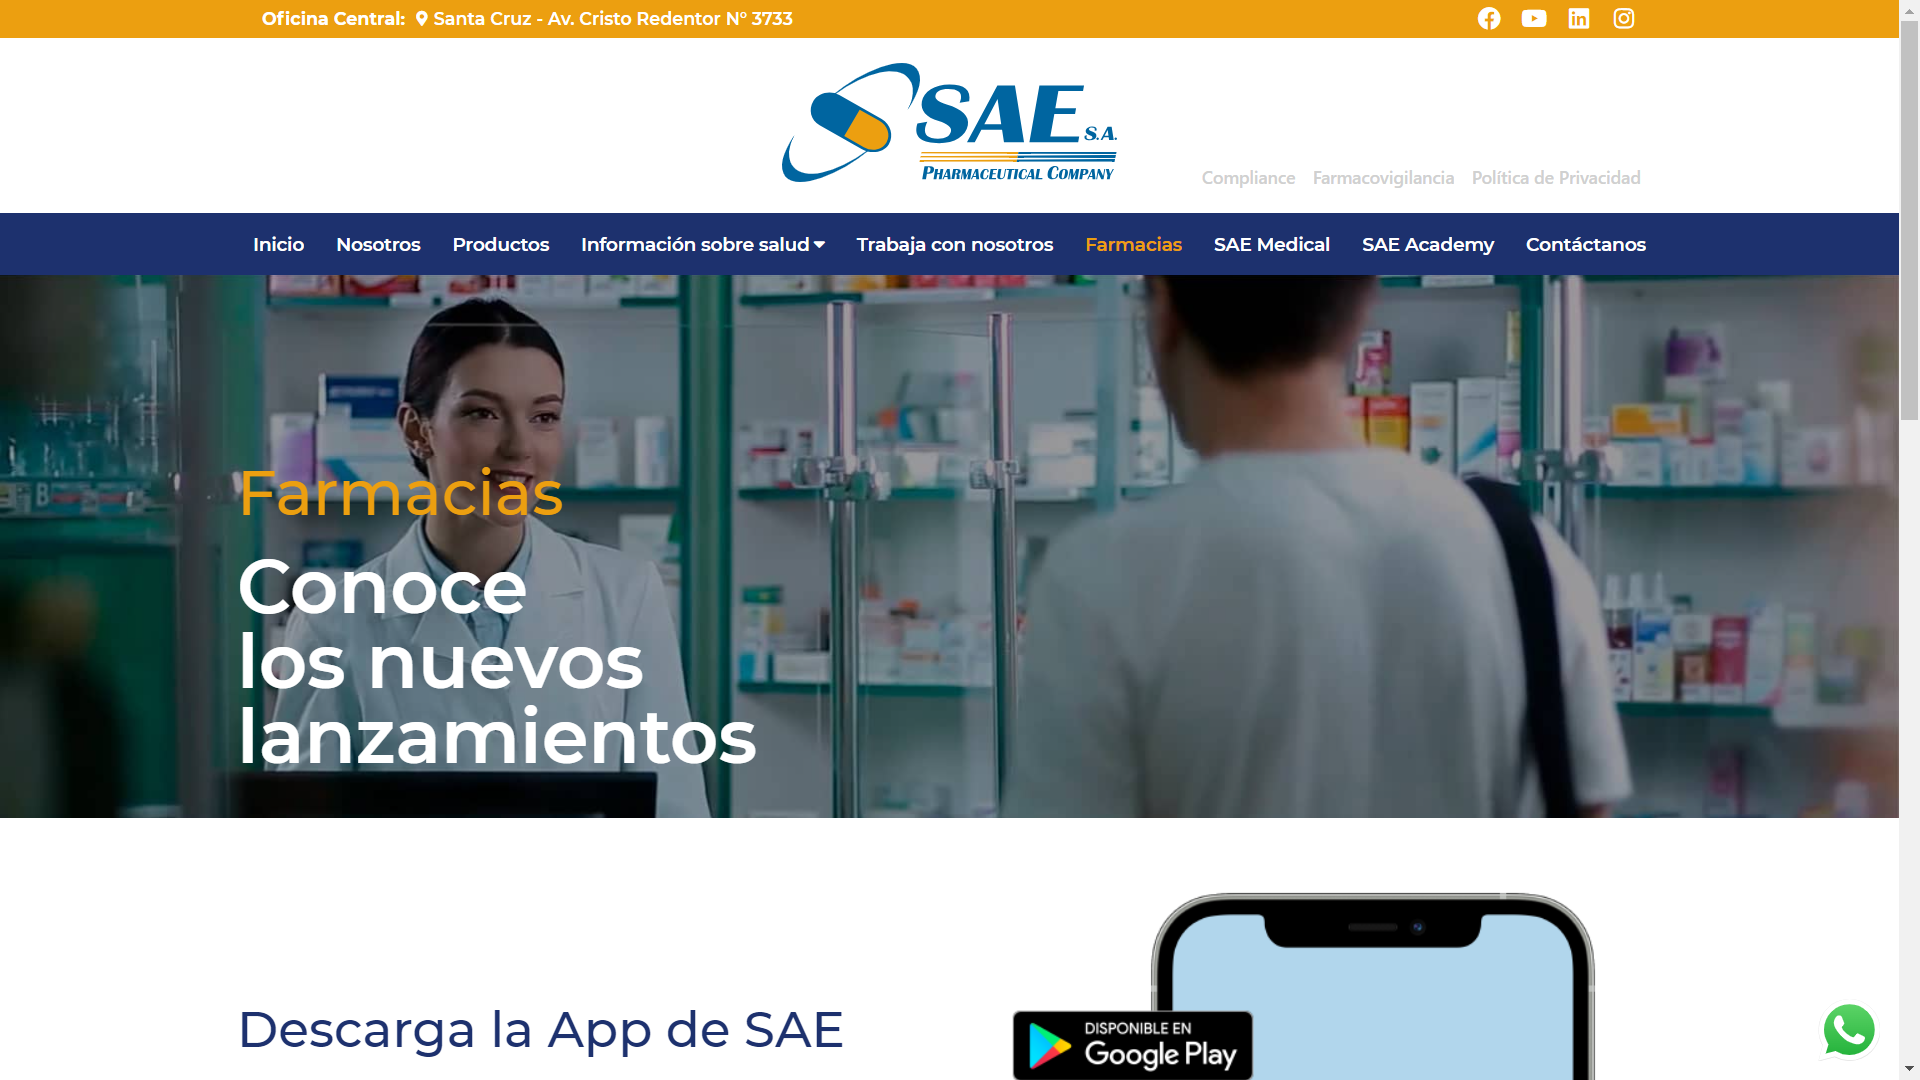 Oficina Central: Santa Cruz - Av. Cristo Redentor N° 3733
SAE S.A.
PHARMACEUTICAL COMPANY
Compliance Farmacovigilancia Política de Privacidad
Inicio Nosotros Productos Información sobre salud Trabaja con nosotros Farmacias SAE Medical SAE Academy Contáctanos
Farmacias
Conoce
los nuevos
lanzamientos
Descarga la App de SAE
DISPONIBLE EN
Google Play